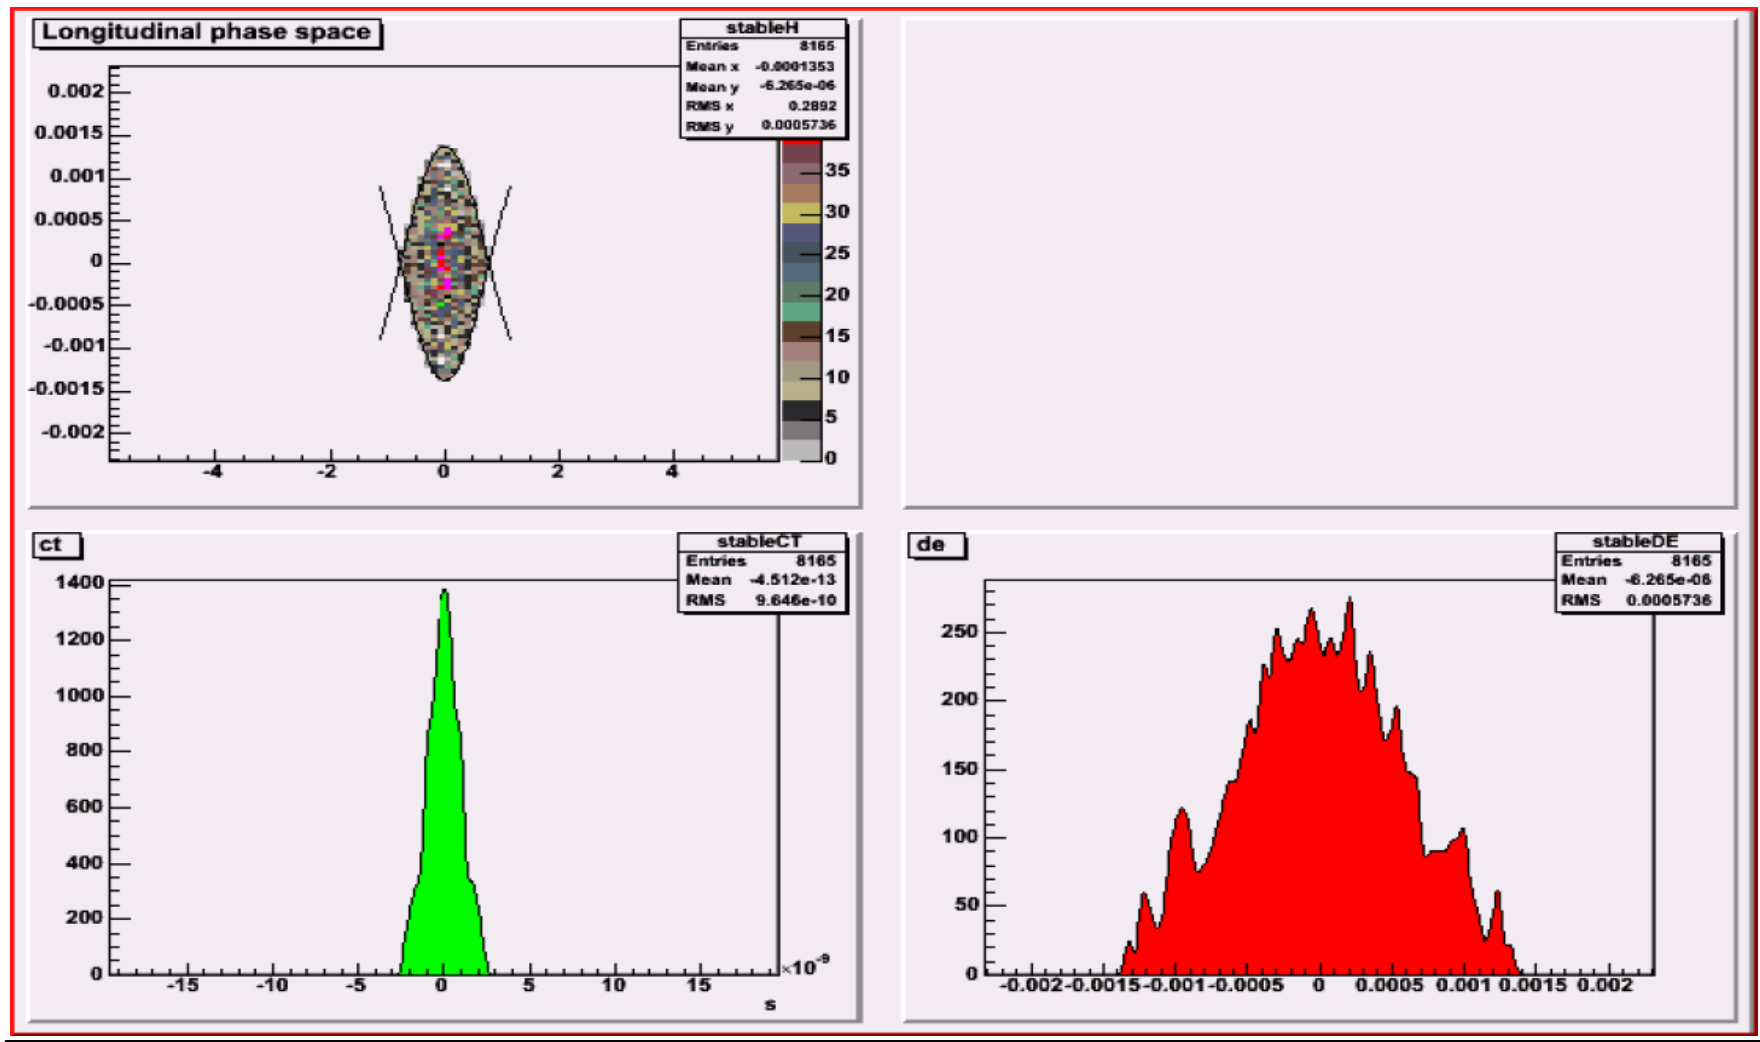 Longitudinal phase space
stableH
Entries 8165
Mean x -0.0001353
Mean y -6.265e-06
RMS x 0.2892
RMS y 0.0005736
0.002
0.0015
0.001
0.0005
0
-0.0005
-0.001
-0.0015
-0.002
-4 -2 0 2 4
35
30
25
20
15
10
5
0
ct
stableCT
Entries 8165
Mean -4.512e-13
RMS 9.646e-10
1400
1200
1000
800
600
400
200
0
-15 -10 -5 0 5 10 15
×10^-9
s
de
stableDE
Entries 8165
Mean -6.265e-06
RMS 0.0005736
250
200
150
100
50
0
-0.002 -0.0015 -0.001 -0.0005 0 0.0005 0.001 0.0015 0.002